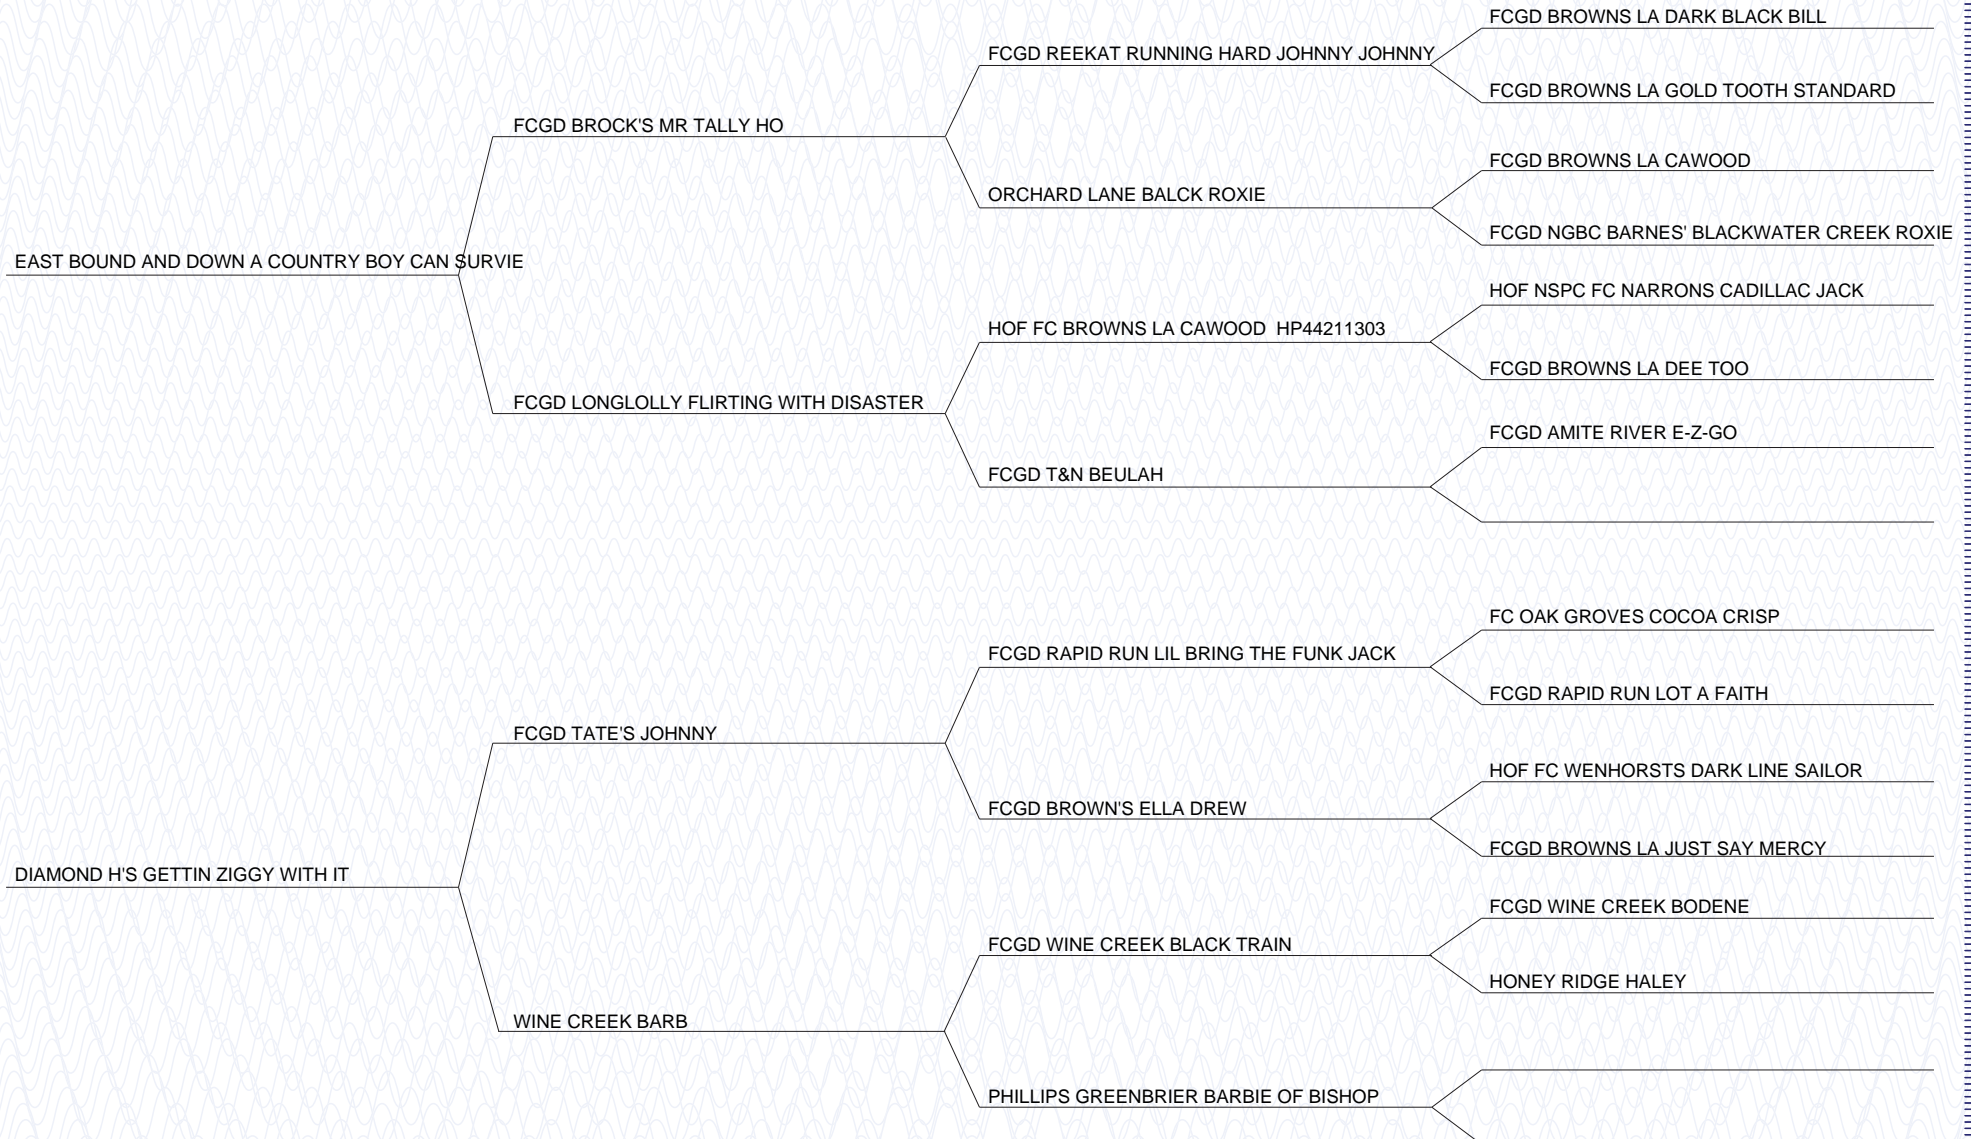 FCGD BROWNS LA DARK BLACK BILL
FCGD REEKAT RUNNING HARD JOHNNY JOHNNY
FCGD BROWNS LA GOLD TOOTH STANDARD
FCGD BROCK'S MR TALLY HO
FCGD BROWNS LA CAWOOD
ORCHARD LANE BALCK ROXIE
FCGD NGBC BARNES' BLACKWATER CREEK ROXIE
EAST BOUND AND DOWN A COUNTRY BOY CAN SURVIE
HOF NSPC FC NARRONS CADILLAC JACK
HOF FC BROWNS LA CAWOOD  HP44211303
FCGD BROWNS LA DEE TOO
FCGD LONGLOLLY FLIRTING WITH DISASTER
FCGD AMITE RIVER E-Z-GO
FCGD T&N BEULAH
FC OAK GROVES COCOA CRISP
FCGD RAPID RUN LIL BRING THE FUNK JACK
FCGD RAPID RUN LOT A FAITH
FCGD TATE'S JOHNNY
HOF FC WENHORSTS DARK LINE SAILOR
FCGD BROWN'S ELLA DREW
FCGD BROWNS LA JUST SAY MERCY
DIAMOND H'S GETTIN ZIGGY WITH IT
FCGD WINE CREEK BODENE
FCGD WINE CREEK BLACK TRAIN
HONEY RIDGE HALEY
WINE CREEK BARB
PHILLIPS GREENBRIER BARBIE OF BISHOP